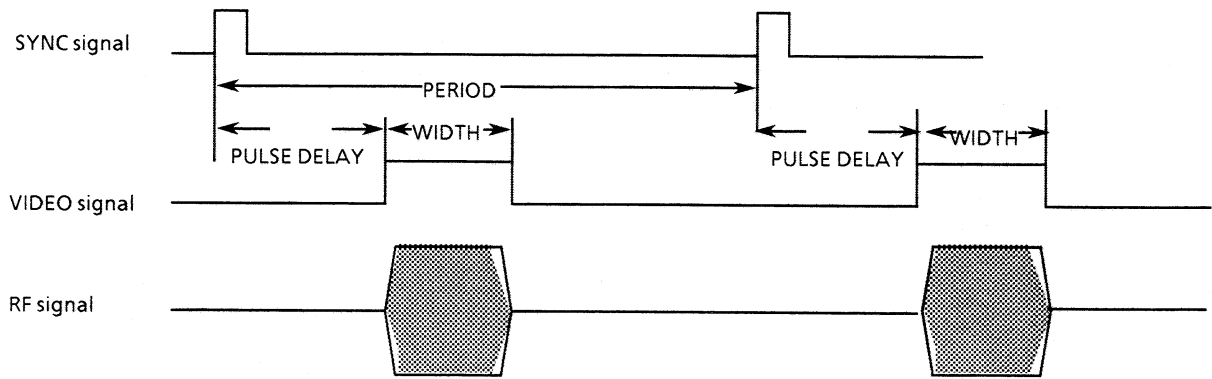 SYNC signal
PERIOD
WIDTH
WIDTH
PULSE DELAY
PULSE DELAY
VIDEO signal
RF signal